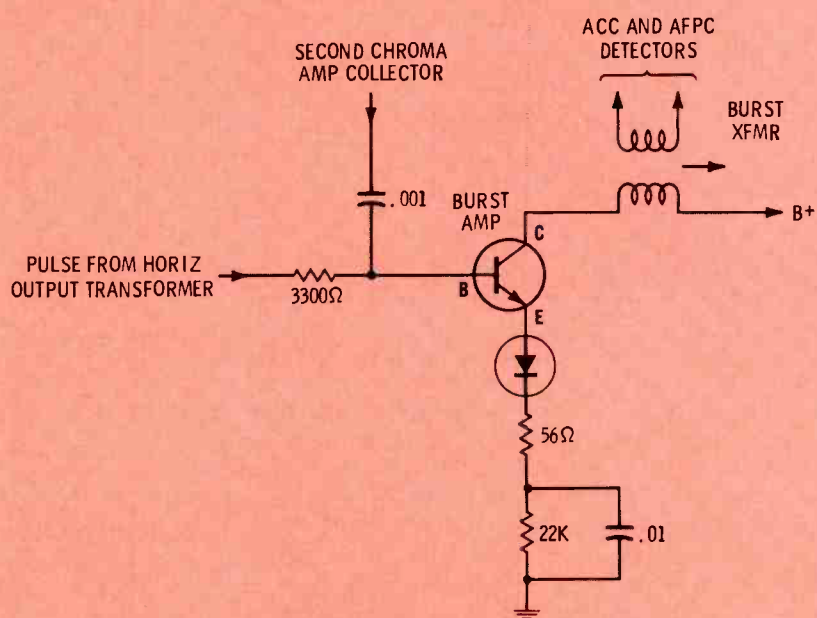 SECOND CHROMA
AMP COLLECTOR
ACC AND AFPC
DETECTORS
BURST
XFMR
.001
BURST
AMP
C
B+
PULSE FROM HORIZ
OUTPUT TRANSFORMER
3300Ω
B
E
56Ω
22K
.01